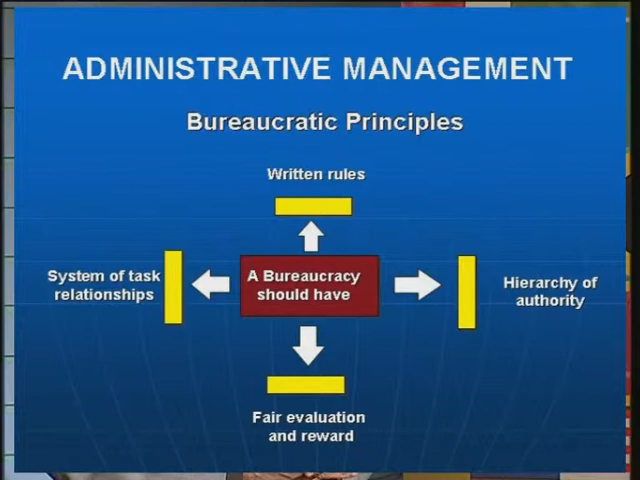 ADMINISTRATIVE MANAGEMENT
Bureaucratic Principles
Written rules
System of task
relationships
A Bureaucracy
should have
Hierarchy of
authority
Fair evaluation
and reward